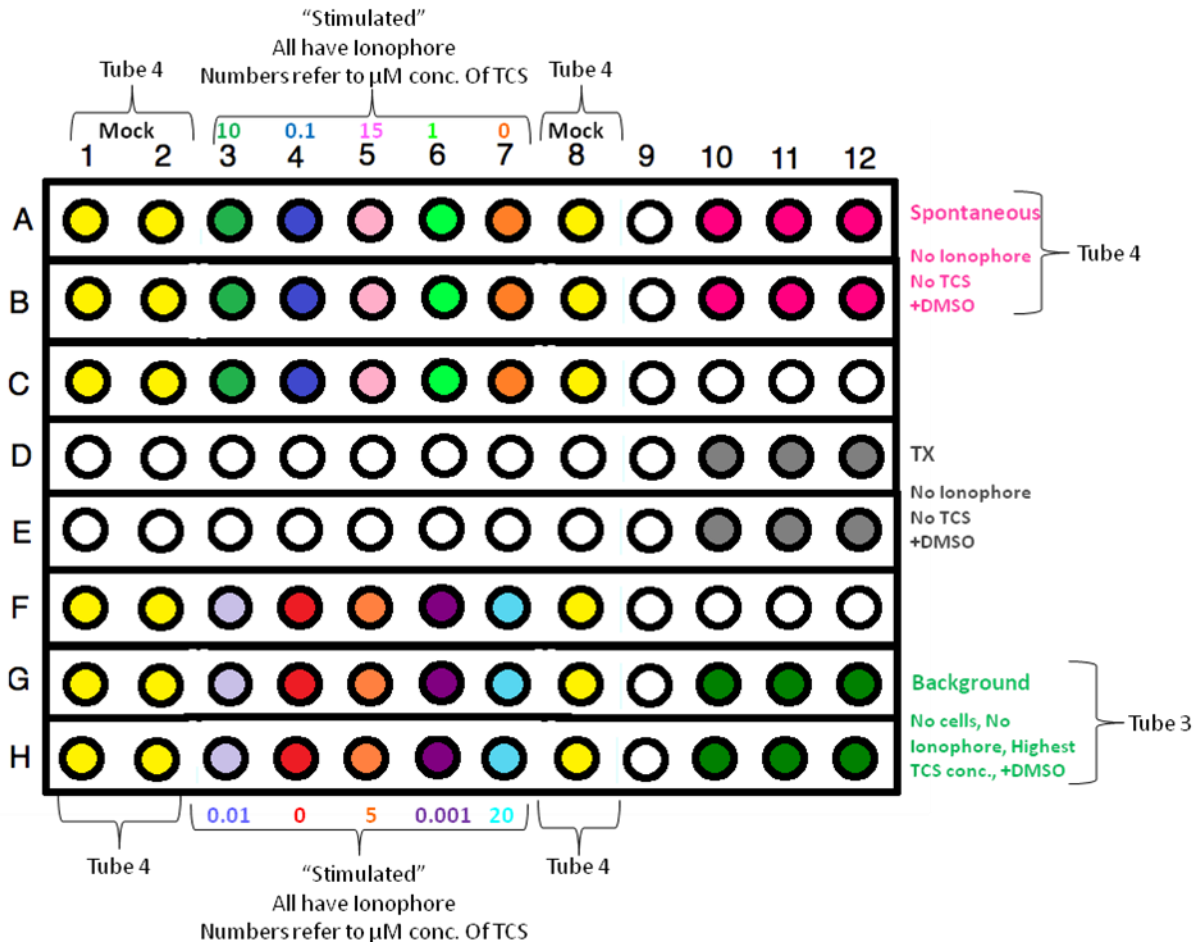 “Stimulated”
All have Ionophore
Numbers refer to µM conc. Of TCS
Tube 4
Tube 4
Mock
10 0.1 15 1 0
Mock
1 2 3 4 5 6 7 8 9 10 11 12
A
Spontaneous
No Ionophore
No TCS
+DMSO
Tube 4
B
C
D
TX
No Ionophore
No TCS
+DMSO
E
F
G
Background
No cells, No
Ionophore, Highest
TCS conc., +DMSO
Tube 3
H
0.01 0 5 0.001 20
Tube 4
Tube 4
“Stimulated”
All have Ionophore
Numbers refer to µM conc. Of TCS